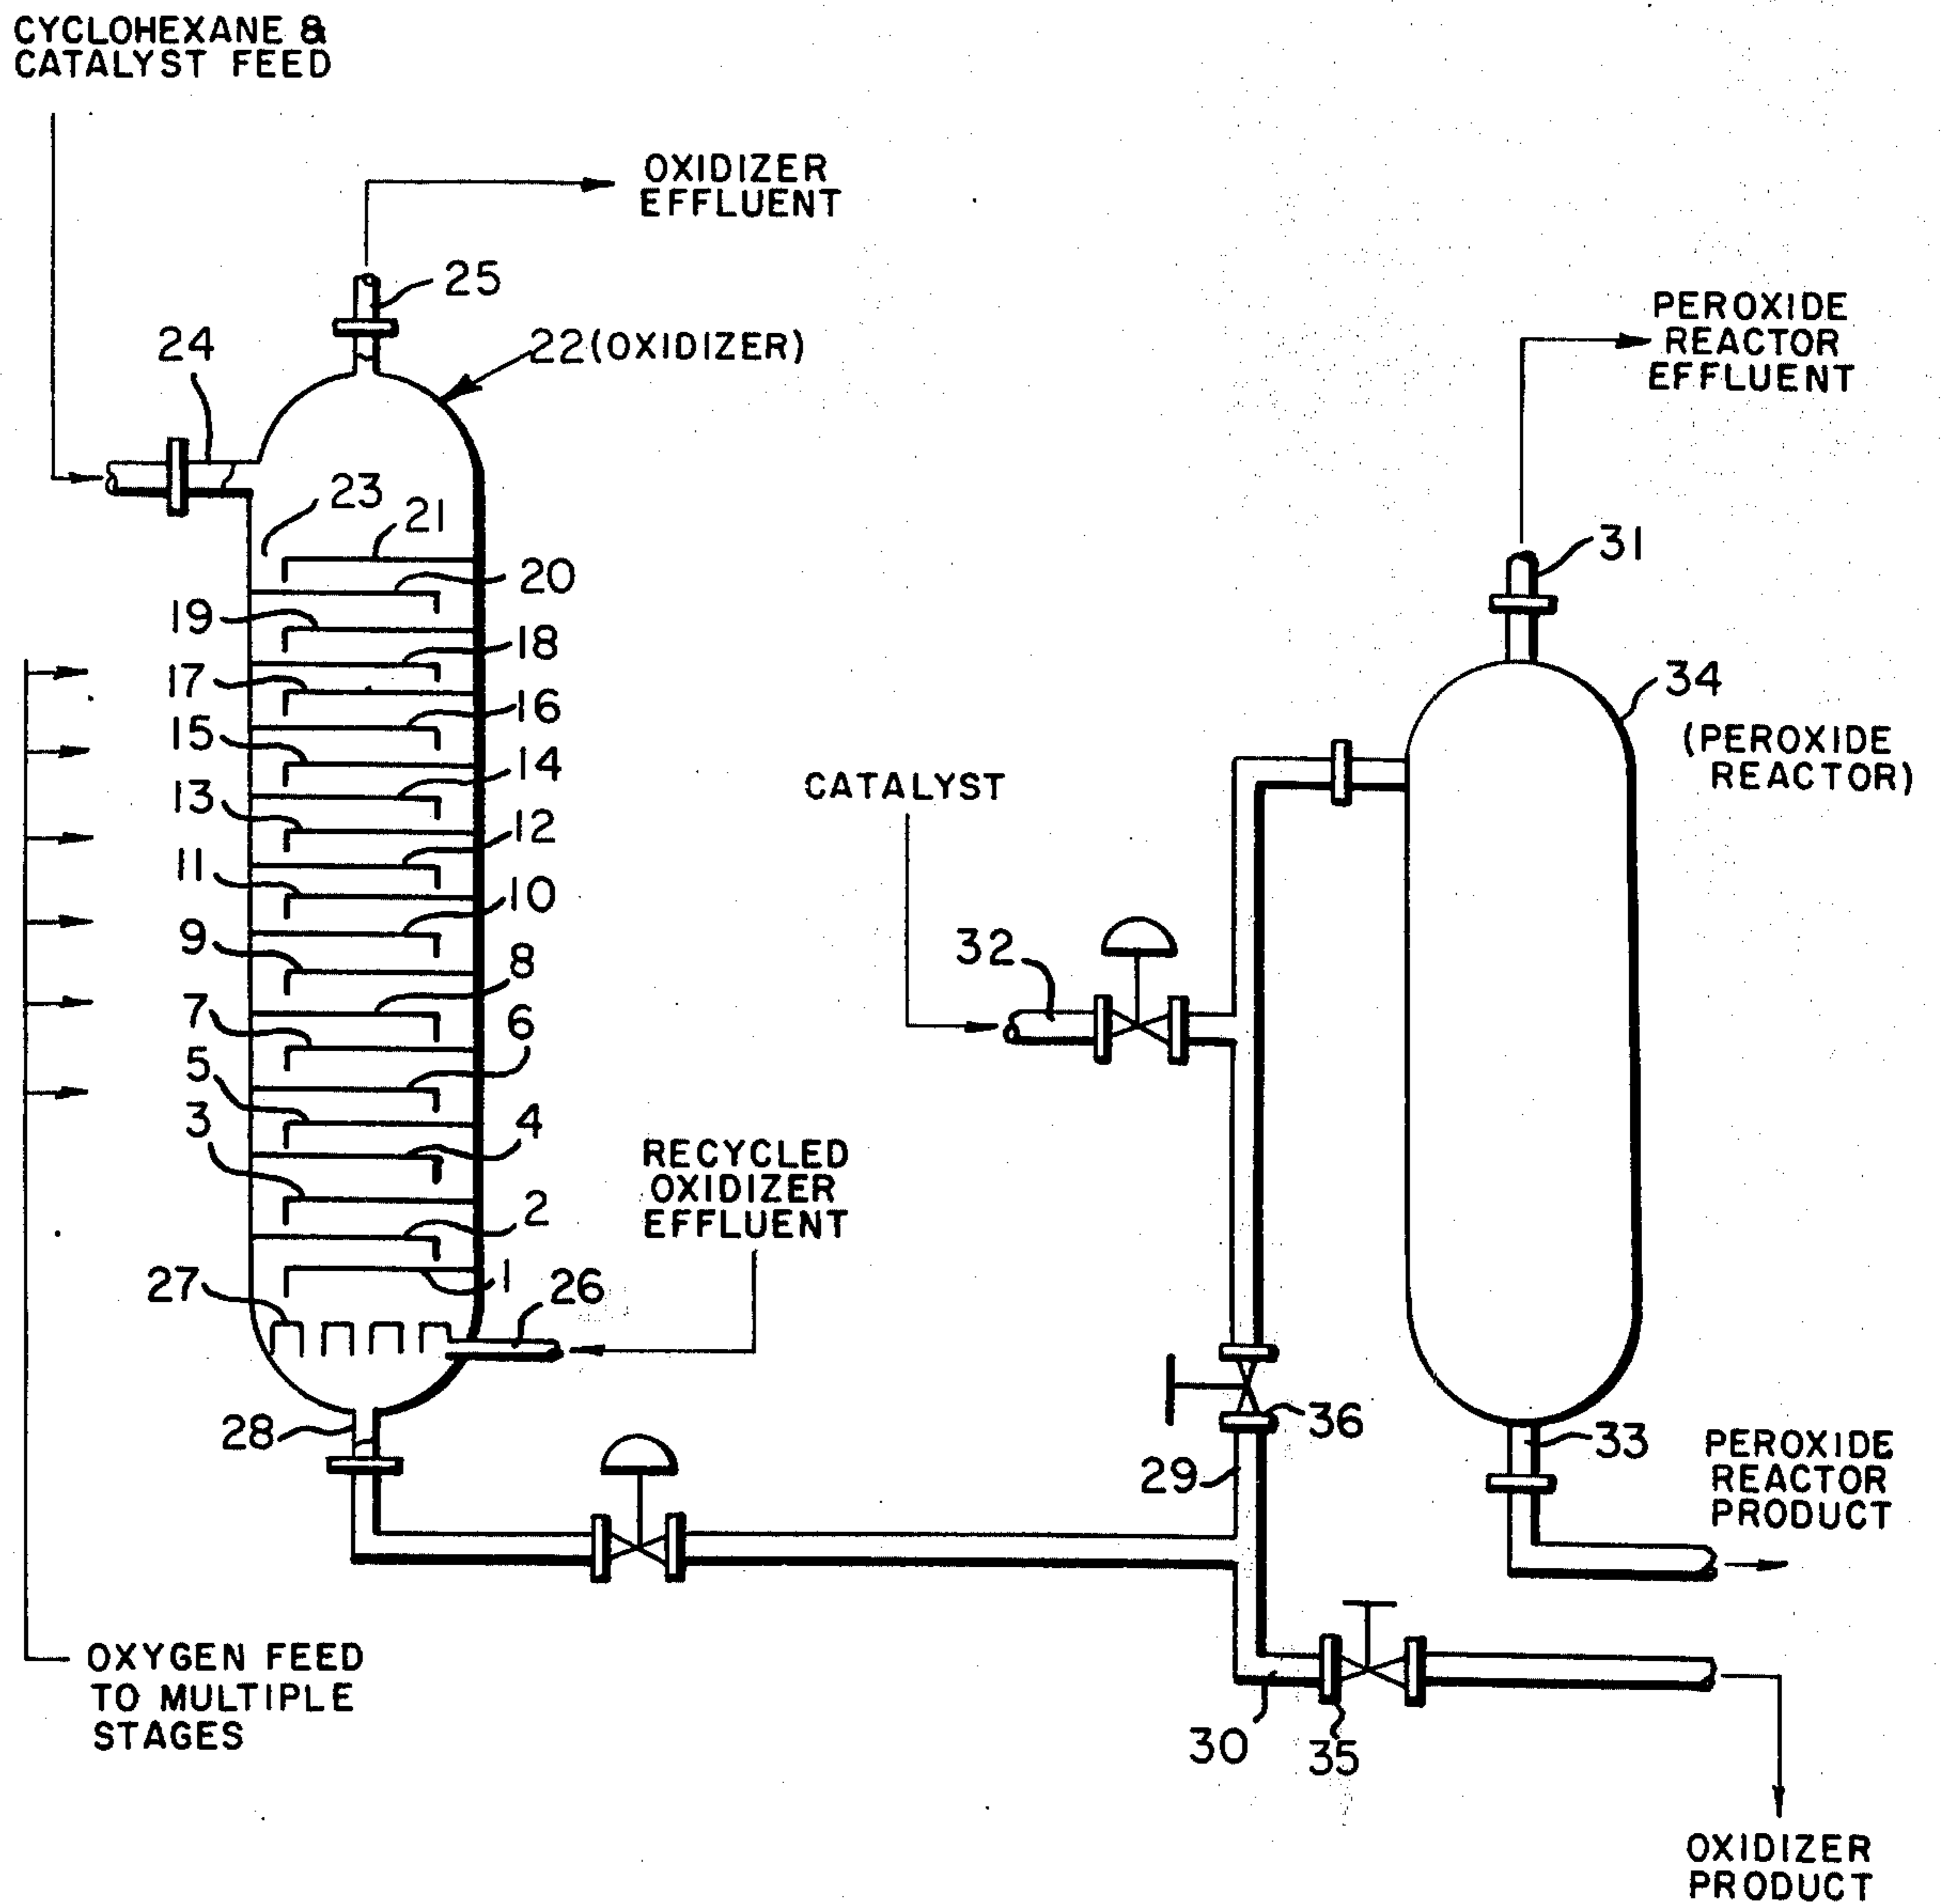 CYCLOHEXANE &
CATALYST FEED
OXIDIZER
EFFLUENT
25
22(OXIDIZER)
24
PEROXIDE
REACTOR
EFFLUENT
23
21
20
19
18
17
16
15
14
13
12
11
10
9
8
7
6
5
4
3
2
1
27
26
28
RECYCLED
OXIDIZER
EFFLUENT
OXYGEN FEED
TO MULTIPLE
STAGES
CATALYST
32
31
34
(PEROXIDE
REACTOR)
36
29
33
PEROXIDE
REACTOR
PRODUCT
30
35
OXIDIZER
PRODUCT